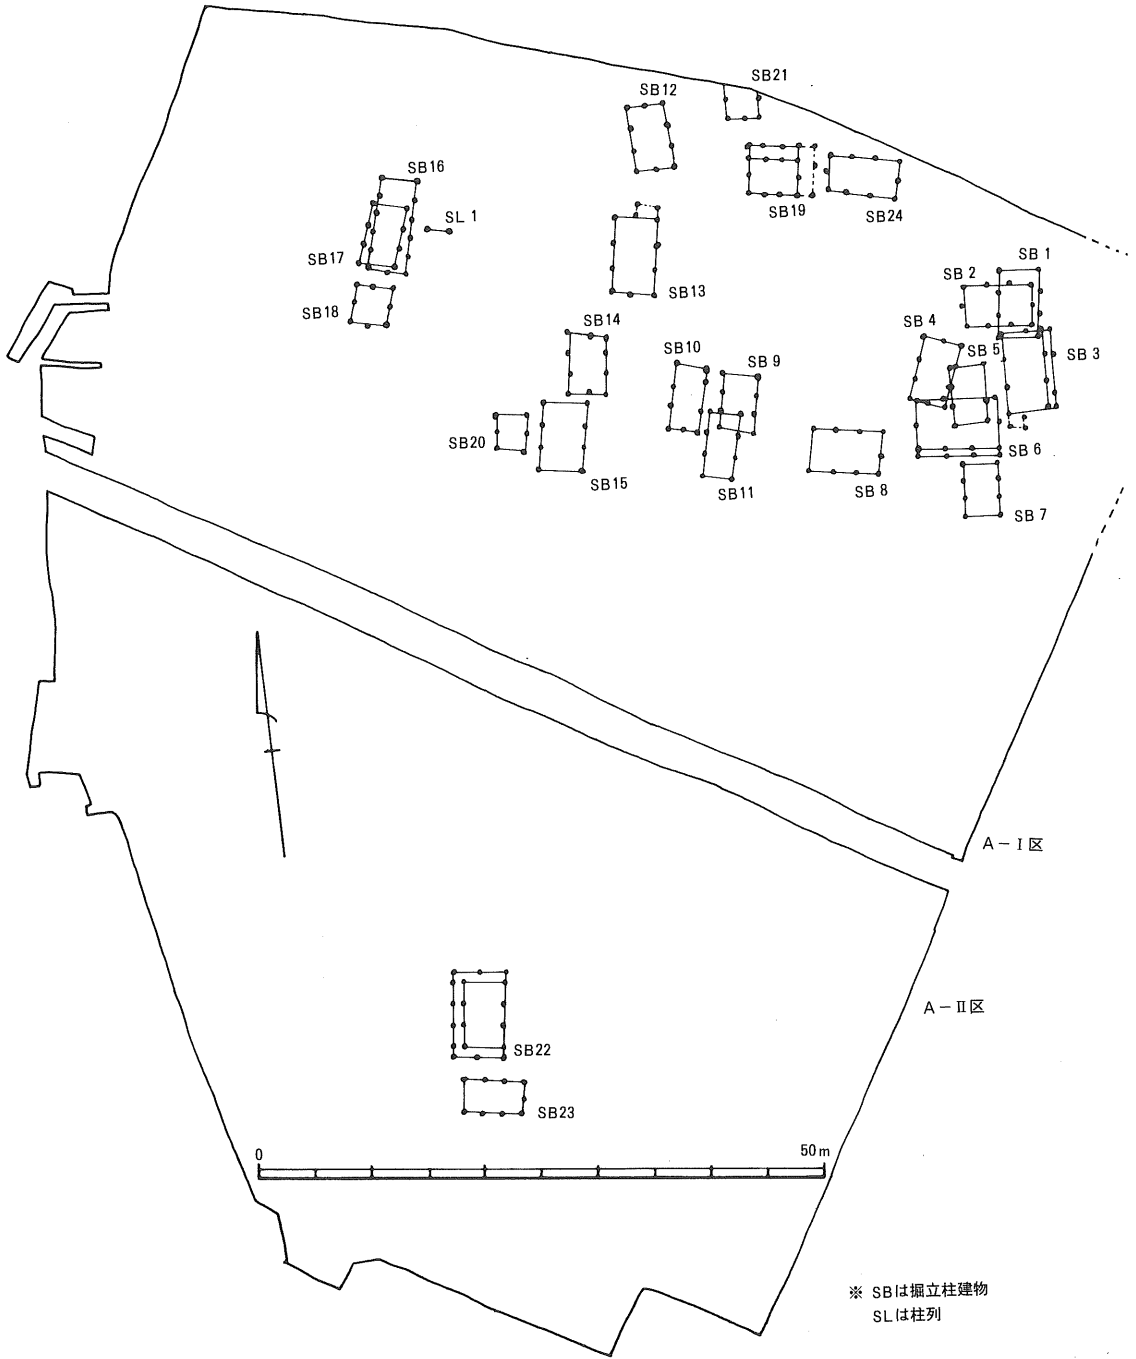 SB21
SB12
SB16
SL 1
SB19
SB24
SB17
SB13
SB18
SB 1
SB 2
SB14
SB 4
SB10
SB 9
SB 5
SB 3
SB20
SB15
SB11
SB 8
SB 6
SB 7
A－Ⅰ区
A－Ⅱ区
SB22
SB23
0
50m
※ SBは掘立柱建物
SLは柱列